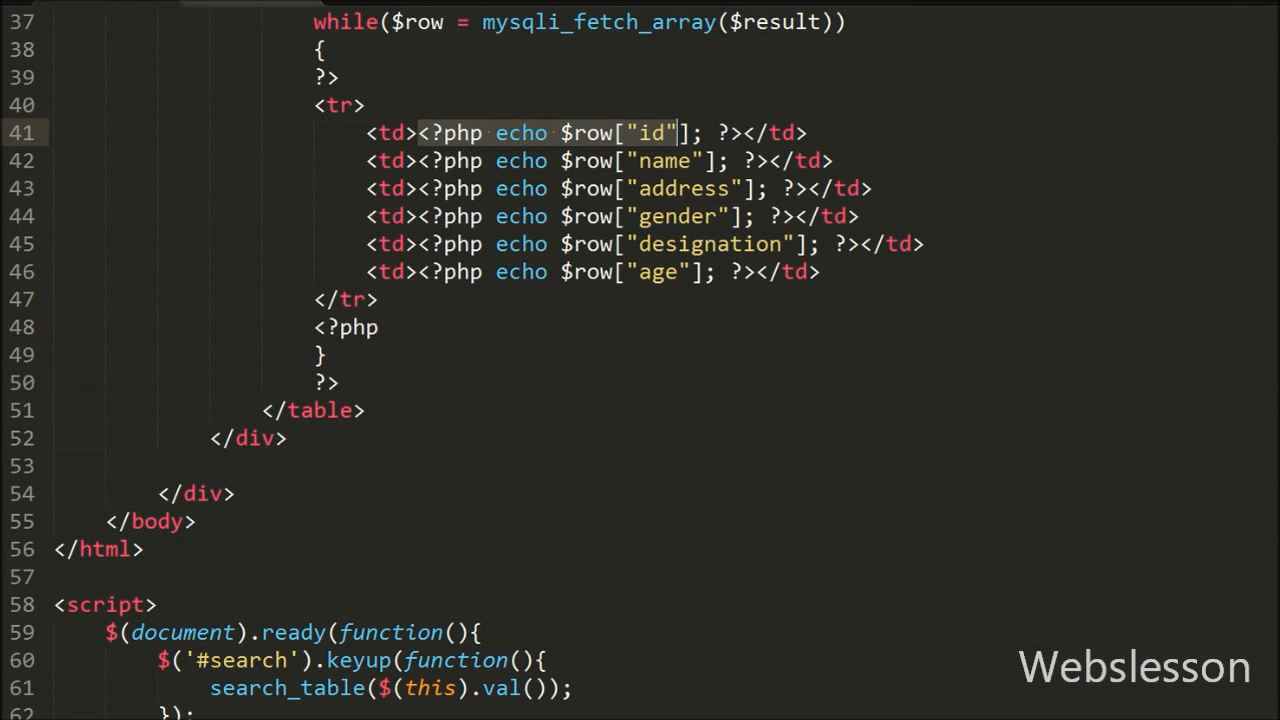 37 while($row = mysqli_fetch_array($result))
38 {
39 ?>
40 <tr>
41 <td><?php echo $row["id"]; ?></td>
42 <td><?php echo $row["name"]; ?></td>
43 <td><?php echo $row["address"]; ?></td>
44 <td><?php echo $row["gender"]; ?></td>
45 <td><?php echo $row["designation"]; ?></td>
46 <td><?php echo $row["age"]; ?></td>
47 </tr>
48 <?php
49 }
50 ?>
51 </table>
52 </div>
53
54 </div>
55 </body>
56 </html>
57
58 <script>
59 $(document).ready(function(){
60 $('#search').keyup(function(){
61 search_table($(this).val());
62 });
Webslesson